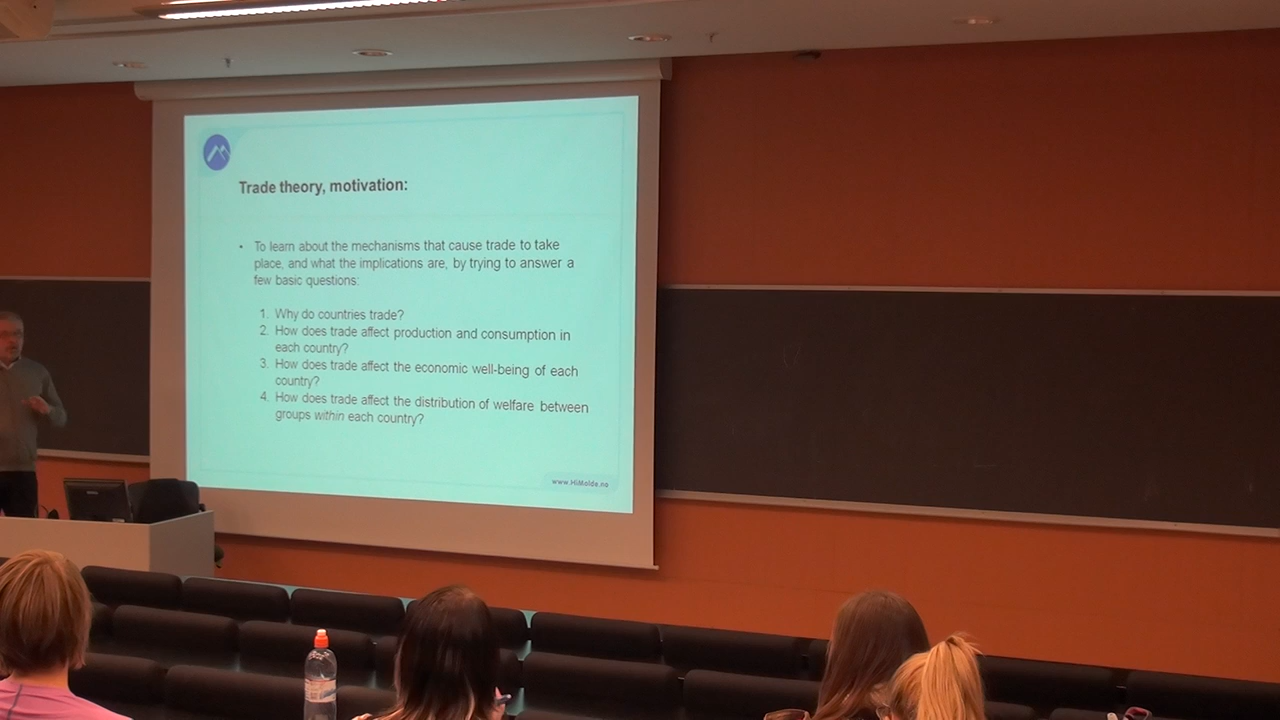 Trade theory, motivation:
• To learn about the mechanisms that cause trade to take
place, and what the implications are, by trying to answer a
few basic questions:
1. Why do countries trade?
2. How does trade affect production and consumption in
each country?
3. How does trade affect the economic well-being of each
country?
4. How does trade affect the distribution of welfare between
groups within each country?
www.HiMolde.no